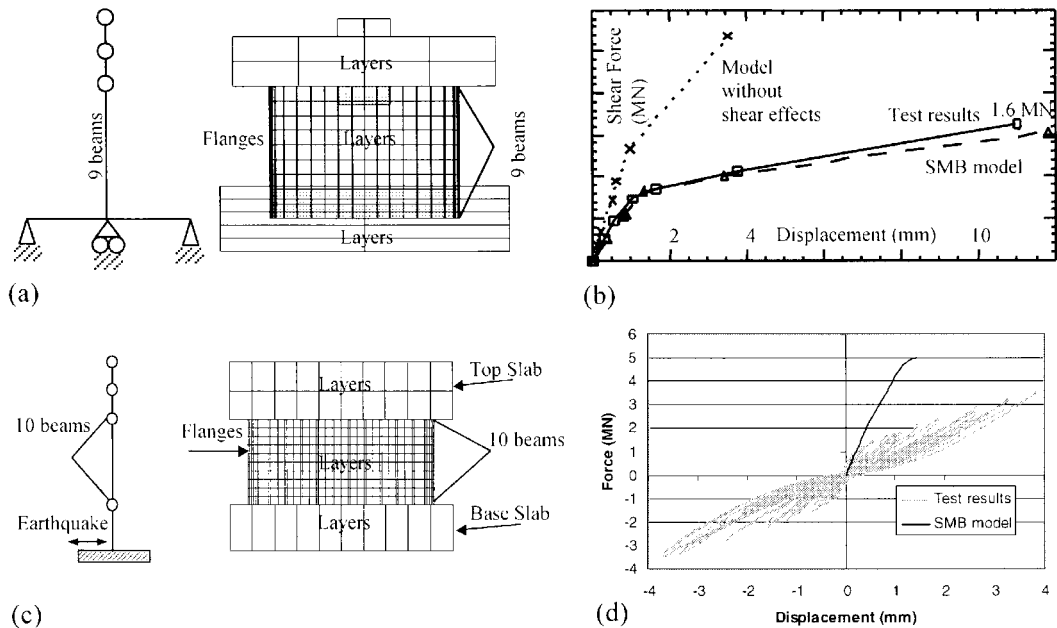 (a)
9 beams
Layers
Flanges
Layers
9 beams
Layers
(b)
Shear Force
(MN)
Model
without
shear effects
Test results
1.6 MN
SMB model
2
4
Displacement (mm)
10
(c)
10 beams
Earthquake
Layers
Top Slab
Flanges
Layers
10 beams
Layers
Base Slab
(d)
6
5
4
3
2
1
0
-1
-2
-3
-4
Force (MN)
Test results
SMB model
-4
-3
-2
-1
0
1
2
3
4
Displacement (mm)